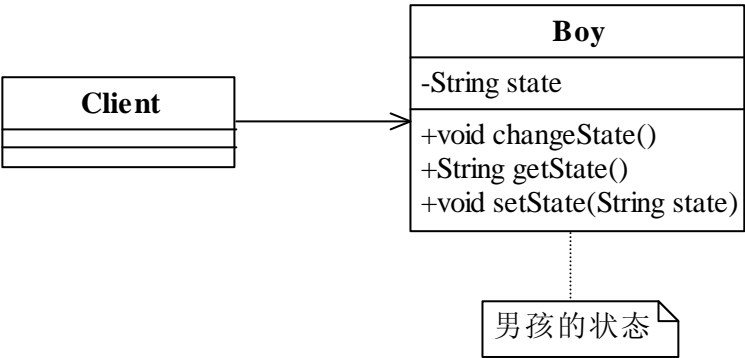 Client
Boy
-String state
+void changeState()
+String getState()
+void setState(String state)
男孩的状态